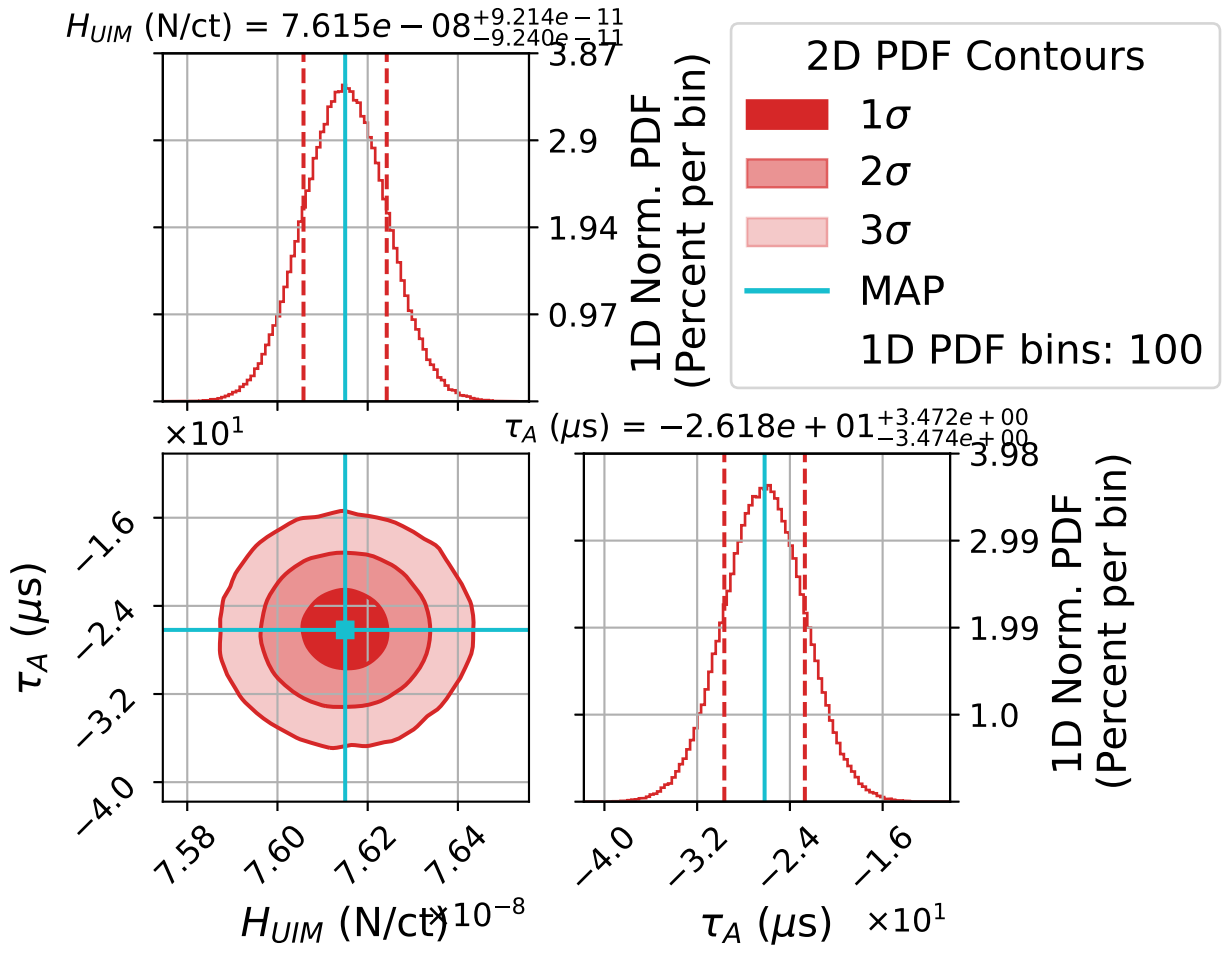 H_UIM (N/ct) = 7.615e − 08 +9.214e − 11 −9.240e − 11
3.87
2.9
1.94
0.97
1D Norm. PDF
(Percent per bin)
2D PDF Contours
1σ
2σ
3σ
MAP
1D PDF bins: 100
×10¹
−1.6
−2.4
−3.2
−4.0
τ_A (μs)
7.58
7.60
7.62
7.64
H_UIM (N/ct)
×10⁻⁸
τ_A (μs) = −2.618e + 01 +3.472e + 00 −3.474e + 00
3.98
2.99
1.99
1.0
1D Norm. PDF
(Percent per bin)
−4.0
−3.2
−2.4
−1.6
τ_A (μs)
×10¹